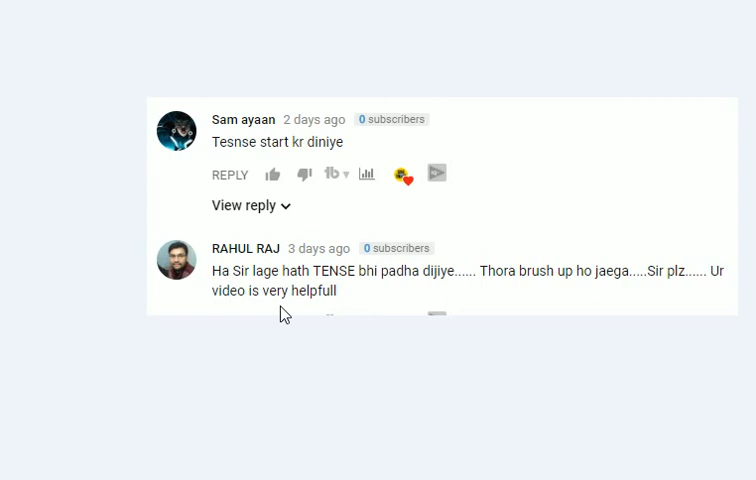 Sam ayaan 2 days ago 0 subscribers
Tesnse start kr diniye
REPLY
View reply
RAHUL RAJ 3 days ago 0 subscribers
Ha Sir lage hath TENSE bhi padha dijiye...... Thora brush up ho jaega.....Sir plz...... Ur
video is very helpfull